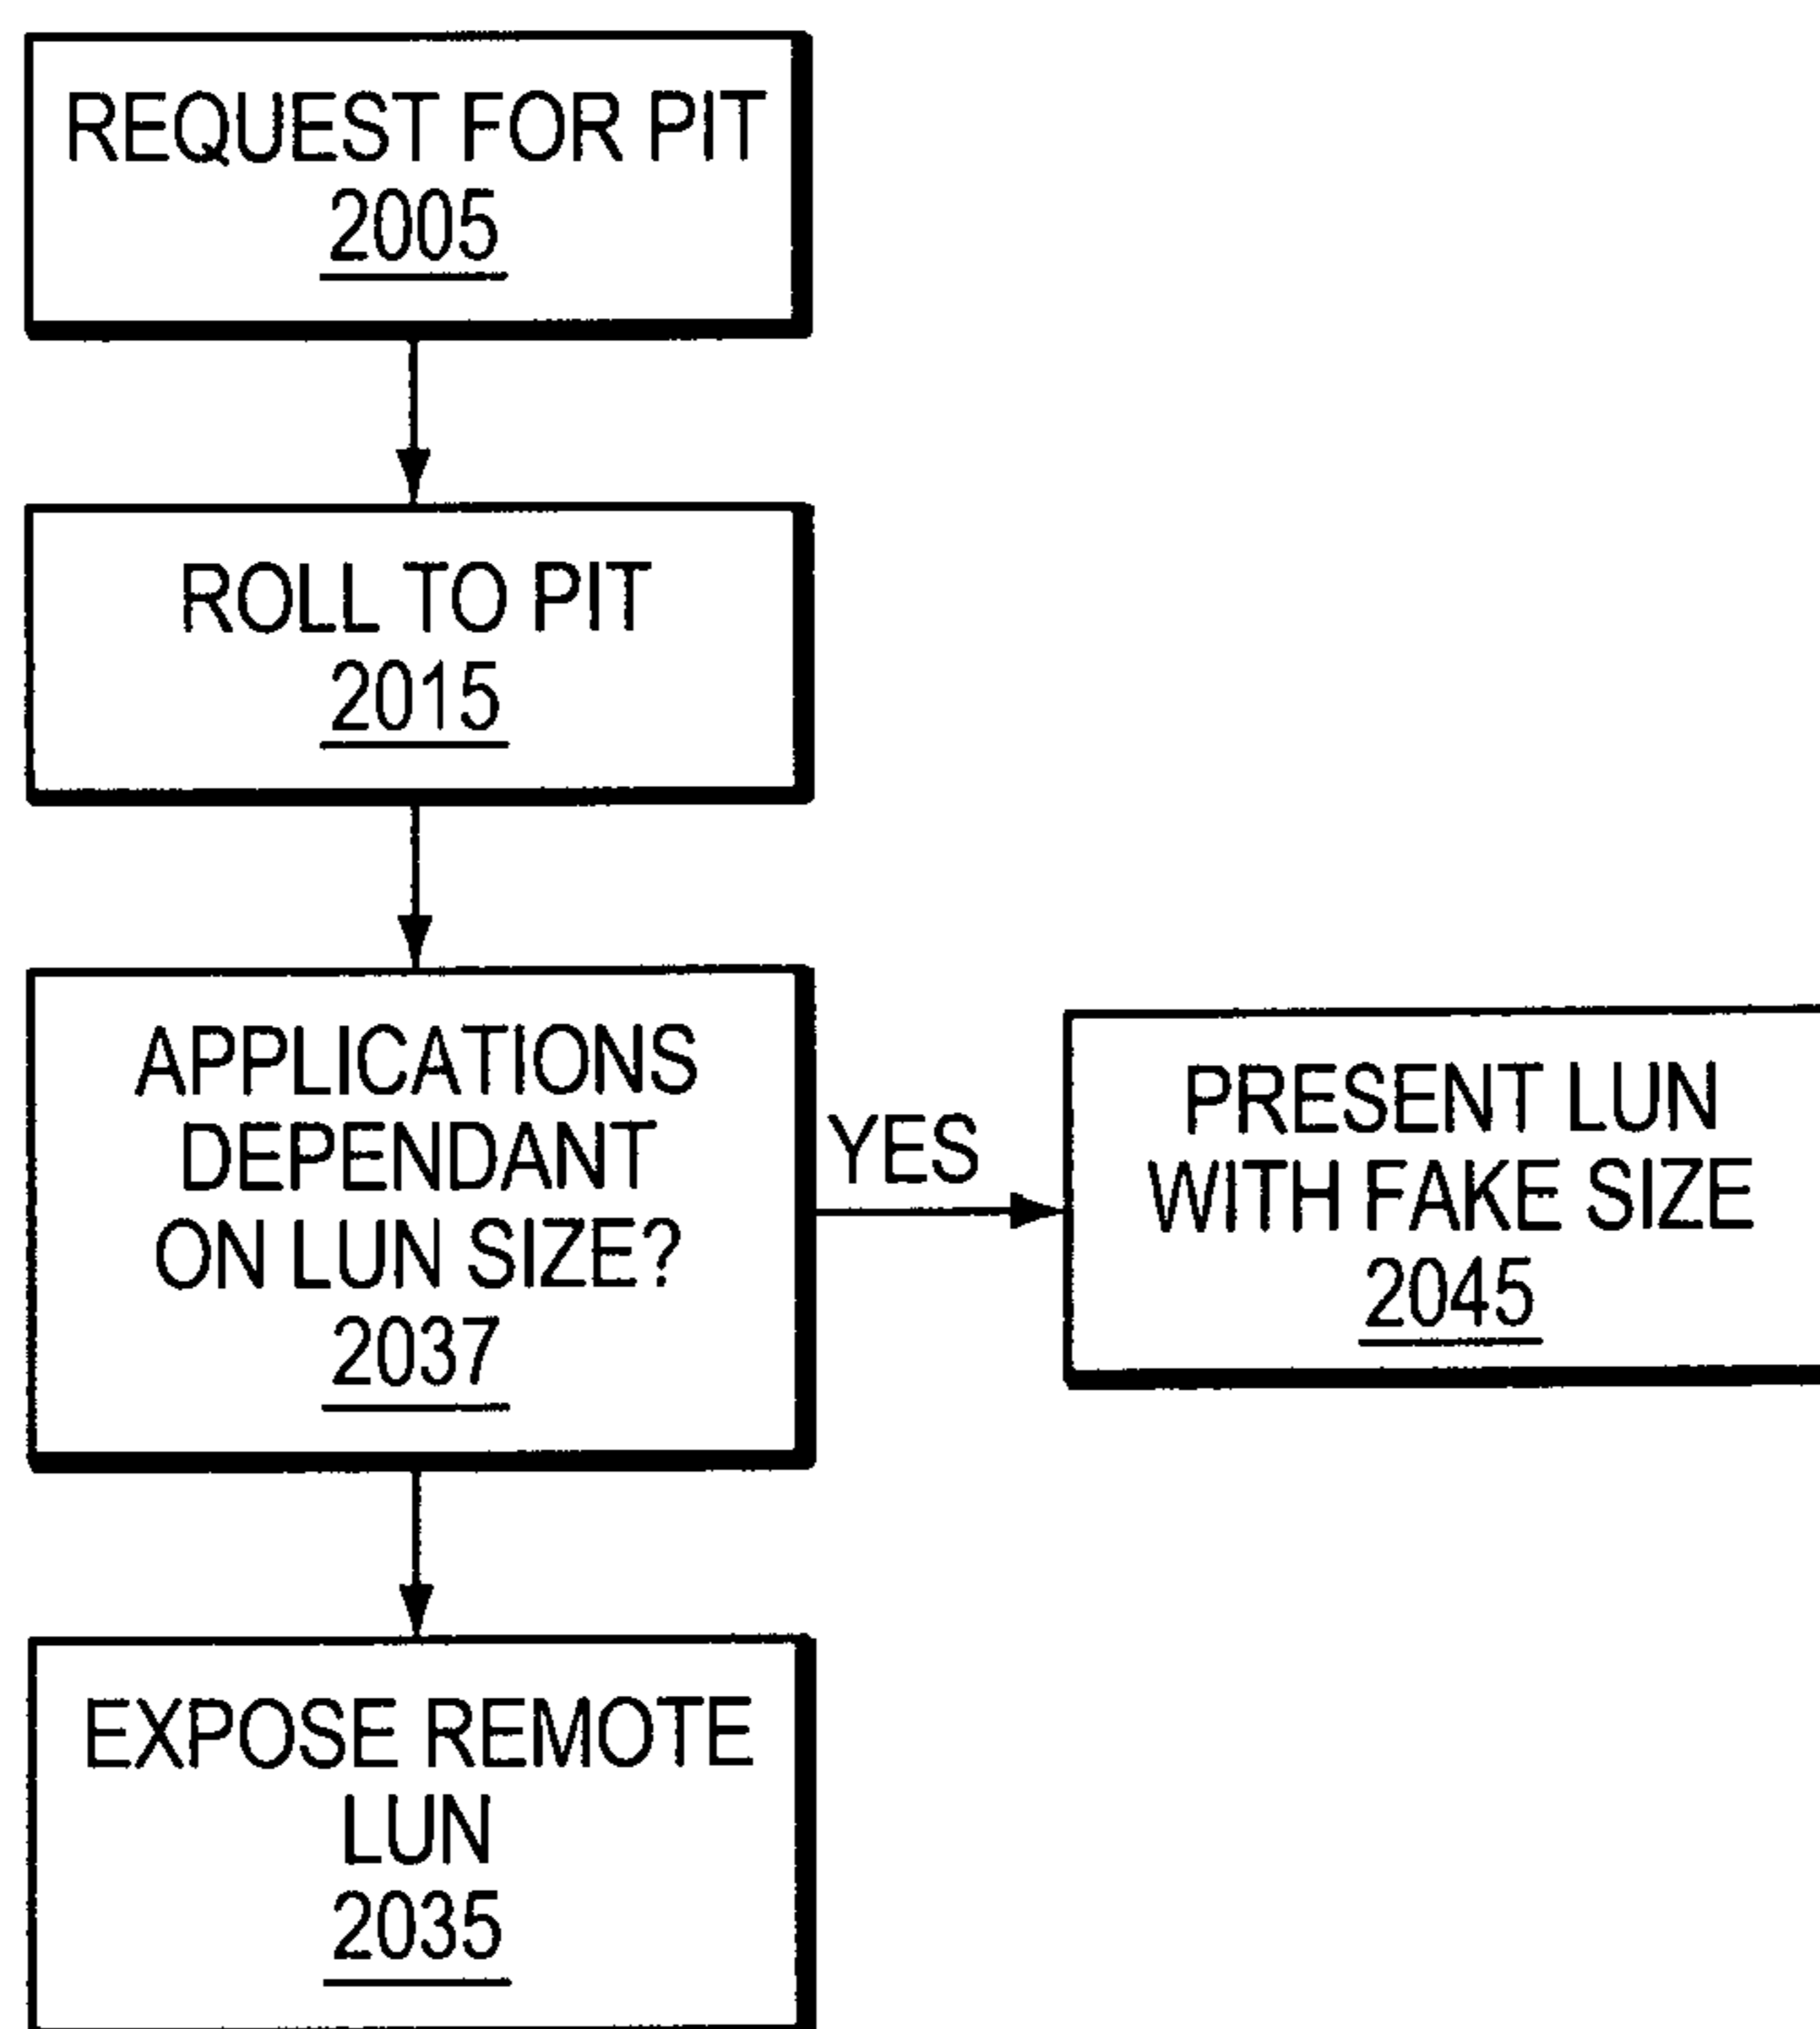 REQUEST FOR PIT
2005
ROLL TO PIT
2015
APPLICATIONS
DEPENDANT
ON LUN SIZE?
2037
YES
PRESENT LUN
WITH FAKE SIZE
2045
EXPOSE REMOTE
LUN
2035